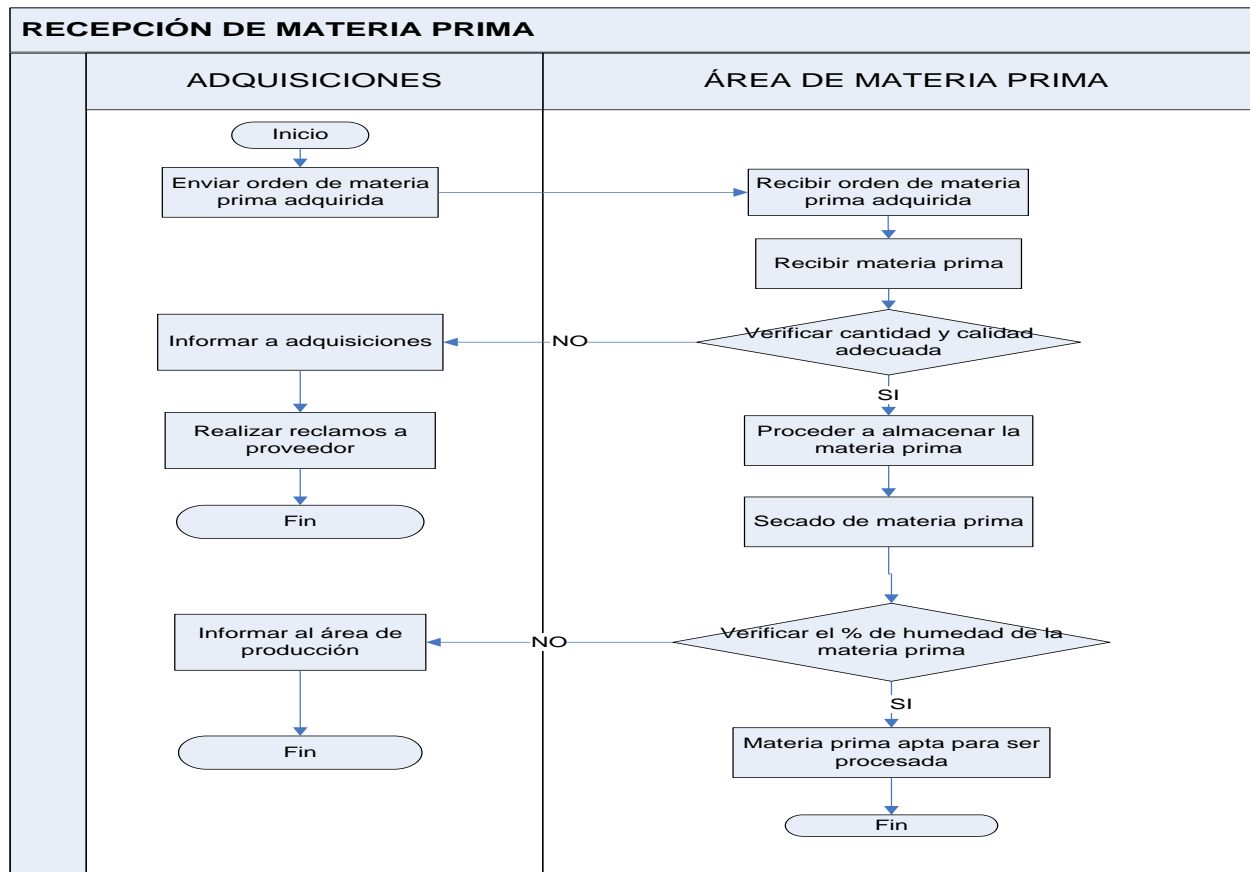 RECEPCIÓN DE MATERIA PRIMA
ADQUISICIONES
ÁREA DE MATERIA PRIMA
Inicio
Enviar orden de materia
prima adquirida
Recibir orden de materia
prima adquirida
Recibir materia prima
Verificar cantidad y calidad
adecuada
NO
Informar a adquisiciones
Realizar reclamos a
proveedor
Fin
SI
Proceder a almacenar la
materia prima
Secado de materia prima
Verificar el % de humedad de la
materia prima
NO
Informar al área de
producción
Fin
SI
Materia prima apta para ser
procesada
Fin